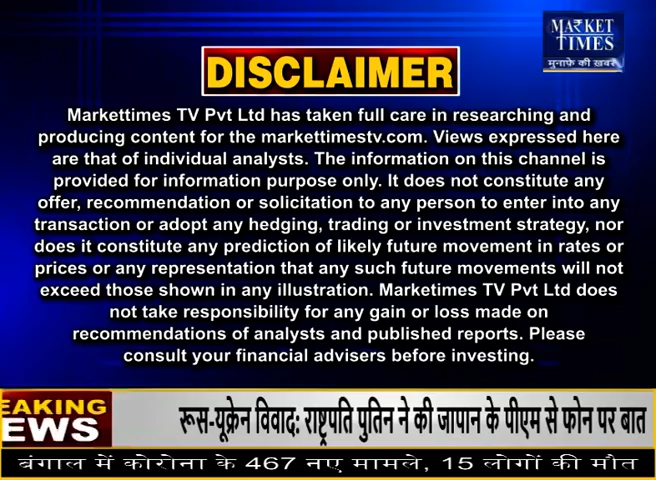 MARKET
TIMES
मुनाफे की ख़बर
DISCLAIMER
Markettimes TV Pvt Ltd has taken full care in researching and
producing content for the markettimestv.com. Views expressed here
are that of individual analysts. The information on this channel is
provided for information purpose only. It does not constitute any
offer, recommendation or solicitation to any person to enter into any
transaction or adopt any hedging, trading or investment strategy, nor
does it constitute any prediction of likely future movement in rates or
prices or any representation that any such future movements will not
exceed those shown in any illustration. Marketimes TV Pvt Ltd does
not take responsibility for any gain or loss made on
recommendations of analysts and published reports. Please
consult your financial advisers before investing.
EAKING
EWS
रूस-यूक्रेन विवाद: राष्ट्रपति पुतिन ने की जापान के पीएम से फोन पर बात
बंगाल में कोरोना के 467 नए मामले, 15 लोगों की मौत